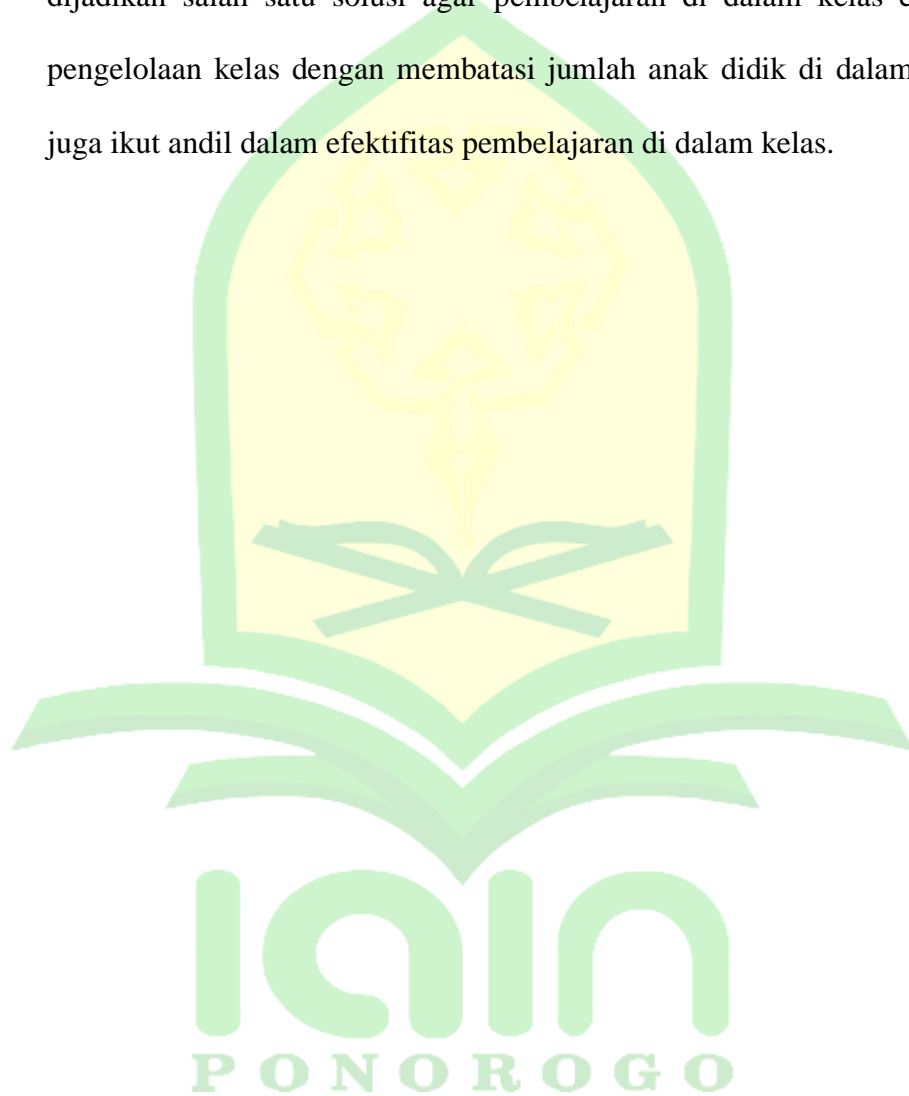 dijadikan salah satu solusi agar pembelajaran di dalam kelas
pengelolaan kelas dengan membatasi jumlah anak didik di dalam
juga ikut andil dalam efektifitas pembelajaran di dalam kelas.
iain
PONOROGO